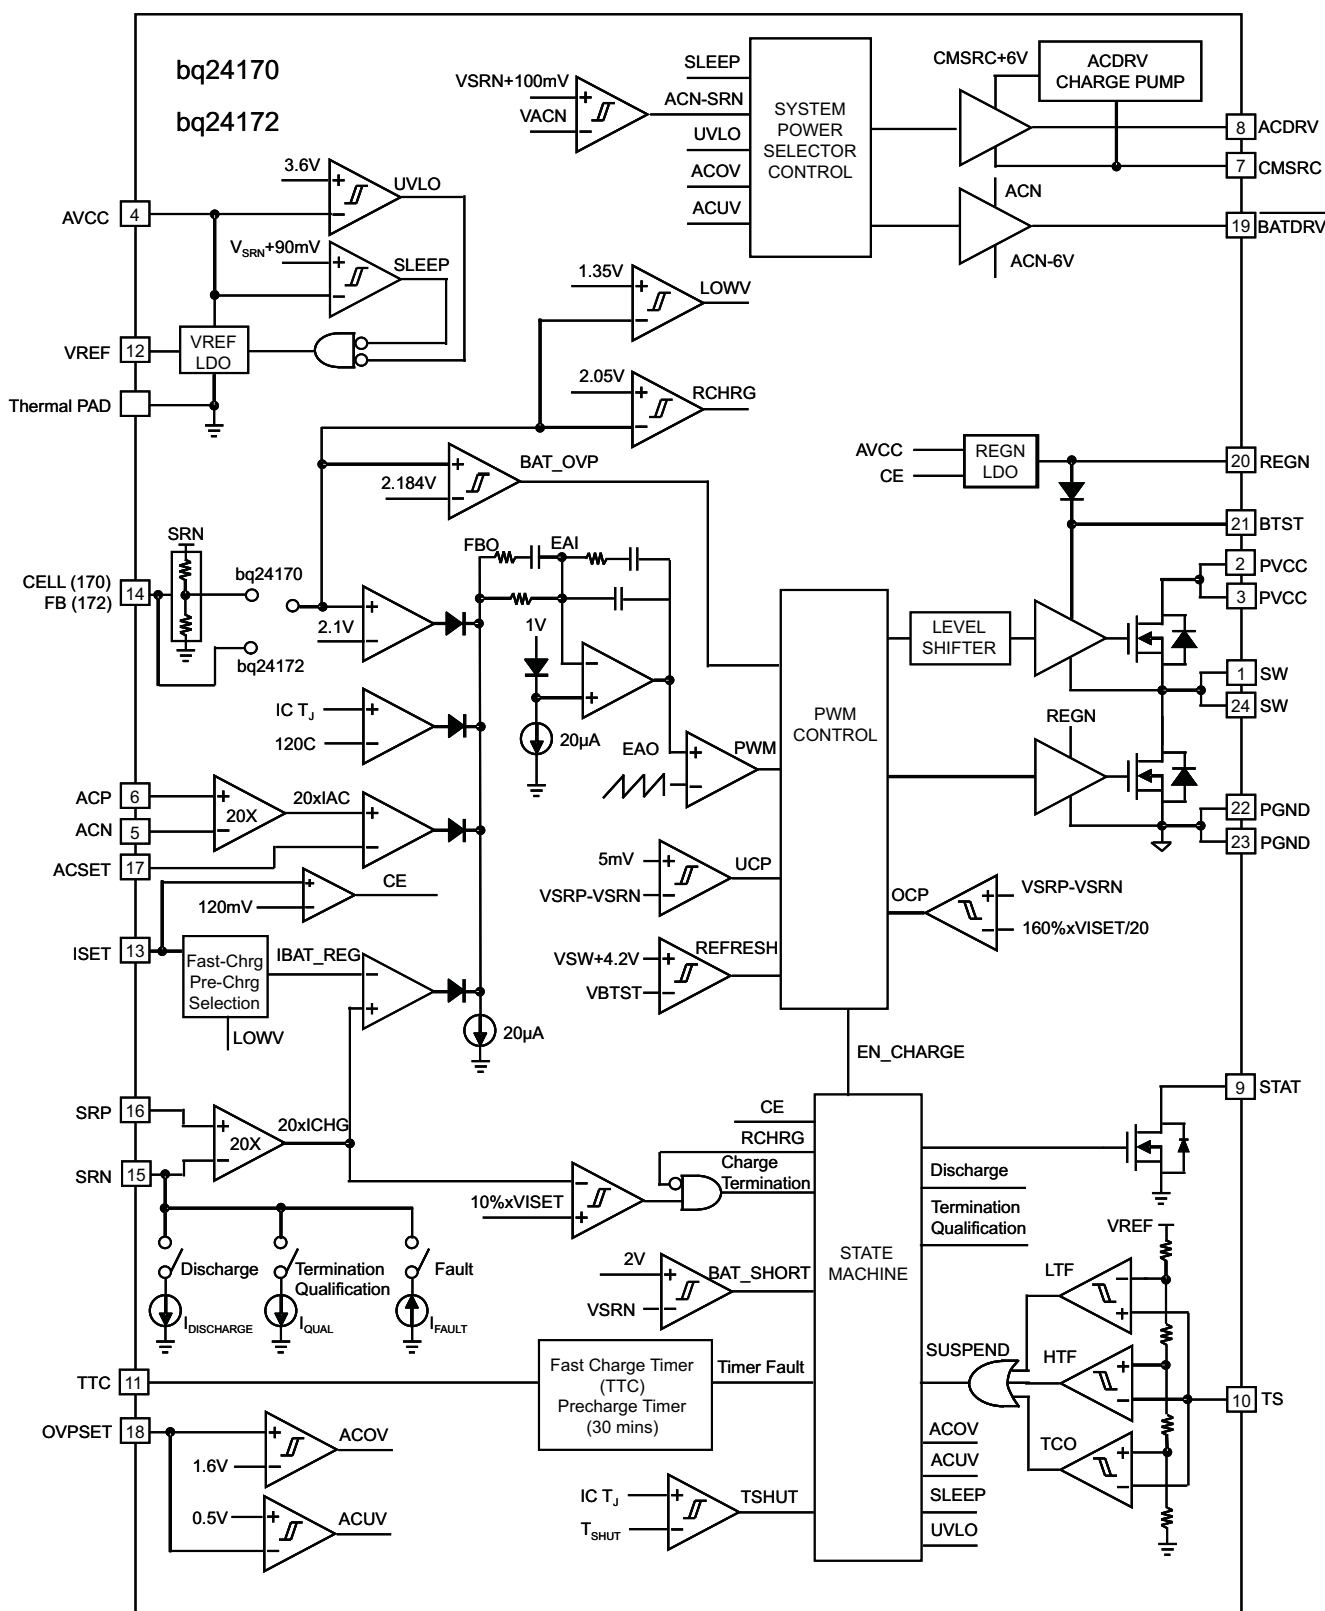 bq24170
bq24172
VSRN+100mV
VACN
SLEEP
ACN-SRN
UVLO
ACOV
ACUV
SYSTEM
POWER
SELECTOR
CONTROL
CMSRC+6V
ACDRV
CHARGE PUMP
8 ACDRV
7 CMSRC
ACN
19 BATDRV
ACN-6V
3.6V
UVLO
AVCC 4
VSRN+90mV
SLEEP
VREF 12
VREF
LDO
Thermal PAD
1.35V
LOWV
2.05V
RCHRG
BAT_OVP
2.184V
AVCC
CE
REGN
LDO
20 REGN
21 BTST
2 PVCC
3 PVCC
SRN
CELL (170)
FB (172)
14
bq24170
bq24172
2.1V
FBO
EAI
1V
20µA
IC TJ
120C
EAO
PWM
PWM
CONTROL
LEVEL
SHIFTER
1 SW
24 SW
REGN
22 PGND
23 PGND
ACP 6
ACN 5
20X
20xIAC
ACSET 17
CE
120mV
5mV
UCP
VSRP-VSRN
OCP
VSRP-VSRN
160%xVISET/20
ISET 13
Fast-Chrg
Pre-Chrg
Selection
IBAT_REG
LOWV
20µA
VSW+4.2V
REFRESH
VBTST
EN_CHARGE
SRP 16
SRN 15
20X
20xICHG
10%xVISET
CE
RCHRG
Charge
Termination
STATE
MACHINE
Discharge
Termination
Qualification
9 STAT
Discharge
Termination
Qualification
Fault
IDISCHARGE
IQUAL
IFAULT
2V
BAT_SHORT
VSRN
VREF
LTF
HTF
TCO
SUSPEND
10 TS
TTC 11
Fast Charge Timer
(TTC)
Precharge Timer
(30 mins)
Timer Fault
OVPSET 18
ACOV
1.6V
0.5V
ACUV
IC TJ
TSHUT
TSHUT
ACOV
ACUV
SLEEP
UVLO